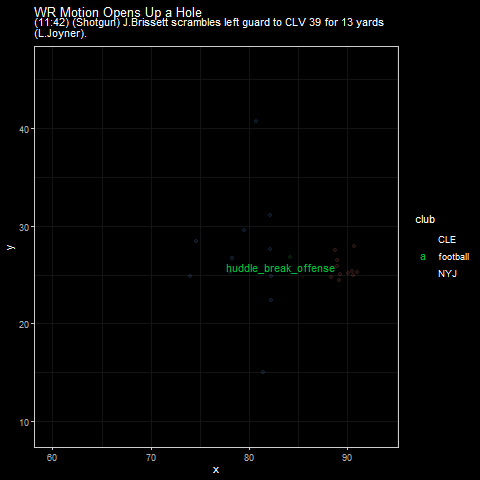 WR Motion Opens Up a Hole
(11:42) (Shotgun) J.Brissett scrambles left guard to CLV 39 for 13 yards
(L.Joyner).
40
30
20
10
y
huddle_break_offense
60 70 80 90
x
club
CLE
a football
NYJ